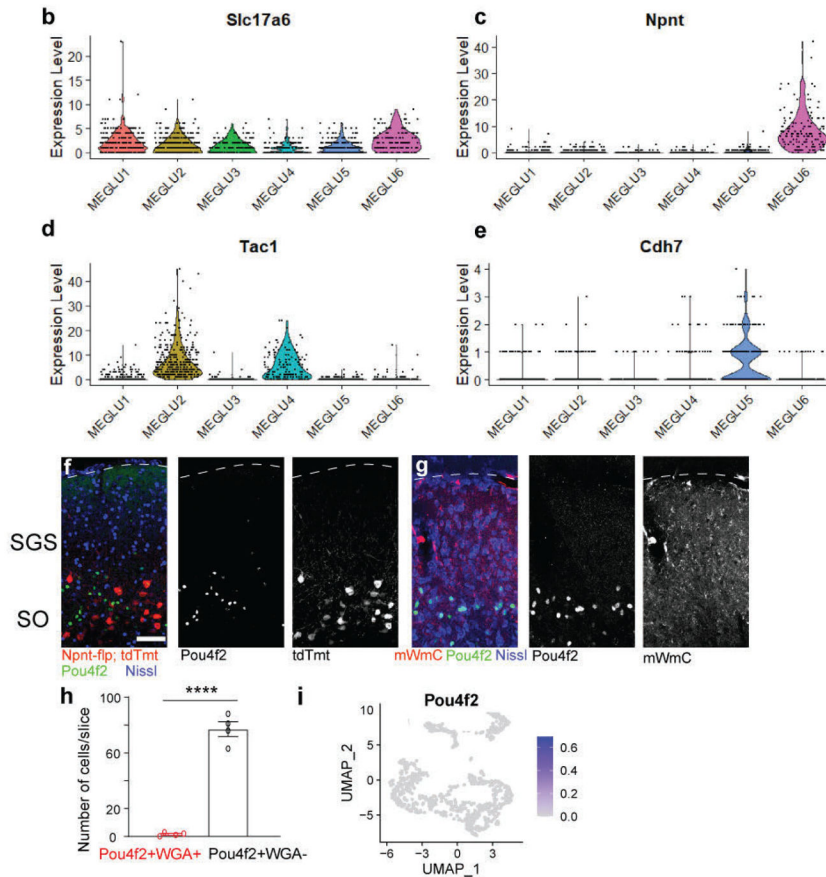 b
Slc17a6
Expression Level
20
15
10
5
0
MEGLU1 MEGLU2 MEGLU3 MEGLU4 MEGLU5 MEGLU6
c
Npnt
Expression Level
40
30
20
10
0
MEGLU1 MEGLU2 MEGLU3 MEGLU4 MEGLU5 MEGLU6
d
Tac1
Expression Level
40
30
20
10
0
MEGLU1 MEGLU2 MEGLU3 MEGLU4 MEGLU5 MEGLU6
e
Cdh7
Expression Level
4
3
2
1
0
MEGLU1 MEGLU2 MEGLU3 MEGLU4 MEGLU5 MEGLU6
f
SGS
SO
Npnt-flp; tdTmt
Pou4f2 Nissl
Pou4f2
tdTmt
g
mWmC Pou4f2 Nissl
Pou4f2
mWmC
h
****
Number of cells/slice
100
80
60
20
0
Pou4f2+WGA+ Pou4f2+WGA-
i
Pou4f2
UMAP_2
10
5
0
−5
−6 −3 0 3
UMAP_1
0.6
0.4
0.2
0.0